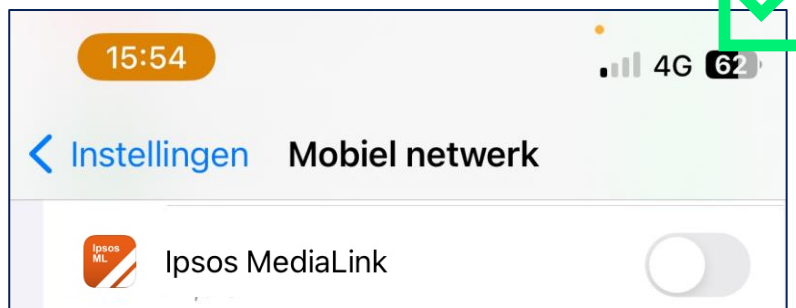 15:54
4G 62
Instellingen Mobiel netwerk
Ipsos ML
Ipsos MediaLink